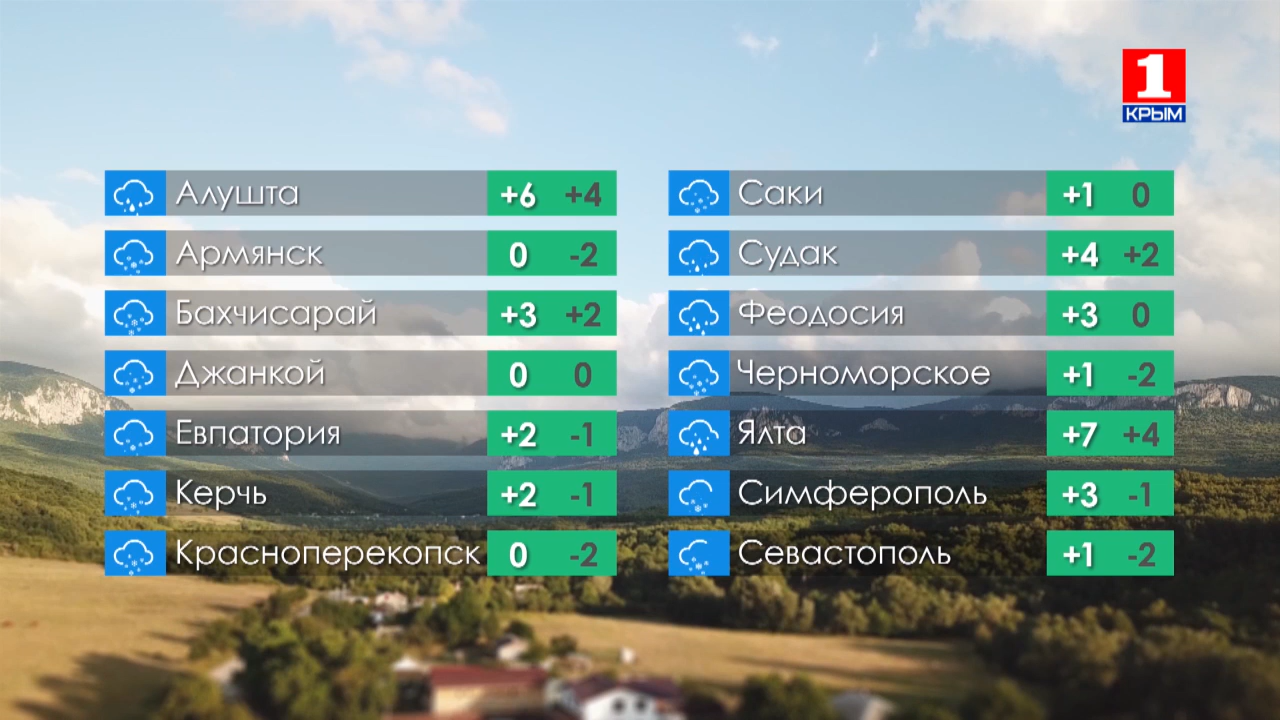 1
КРЫМ
Алушта +6 +4
Армянск 0 -2
Бахчисарай +3 +2
Джанкой 0 0
Евпатория +2 -1
Керчь +2 -1
Красноперекопск 0 -2
Саки +1 0
Судак +4 +2
Феодосия +3 0
Черноморское +1 -2
Ялта +7 +4
Симферополь +3 -1
Севастополь +1 -2